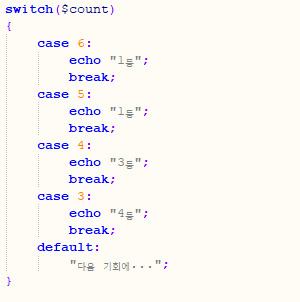 switch($count)
{
case 6:
echo "1등";
break;
case 5:
echo "1등";
break;
case 4:
echo "3등";
break;
case 3:
echo "4등";
break;
default:
"다음 기회에...";
}